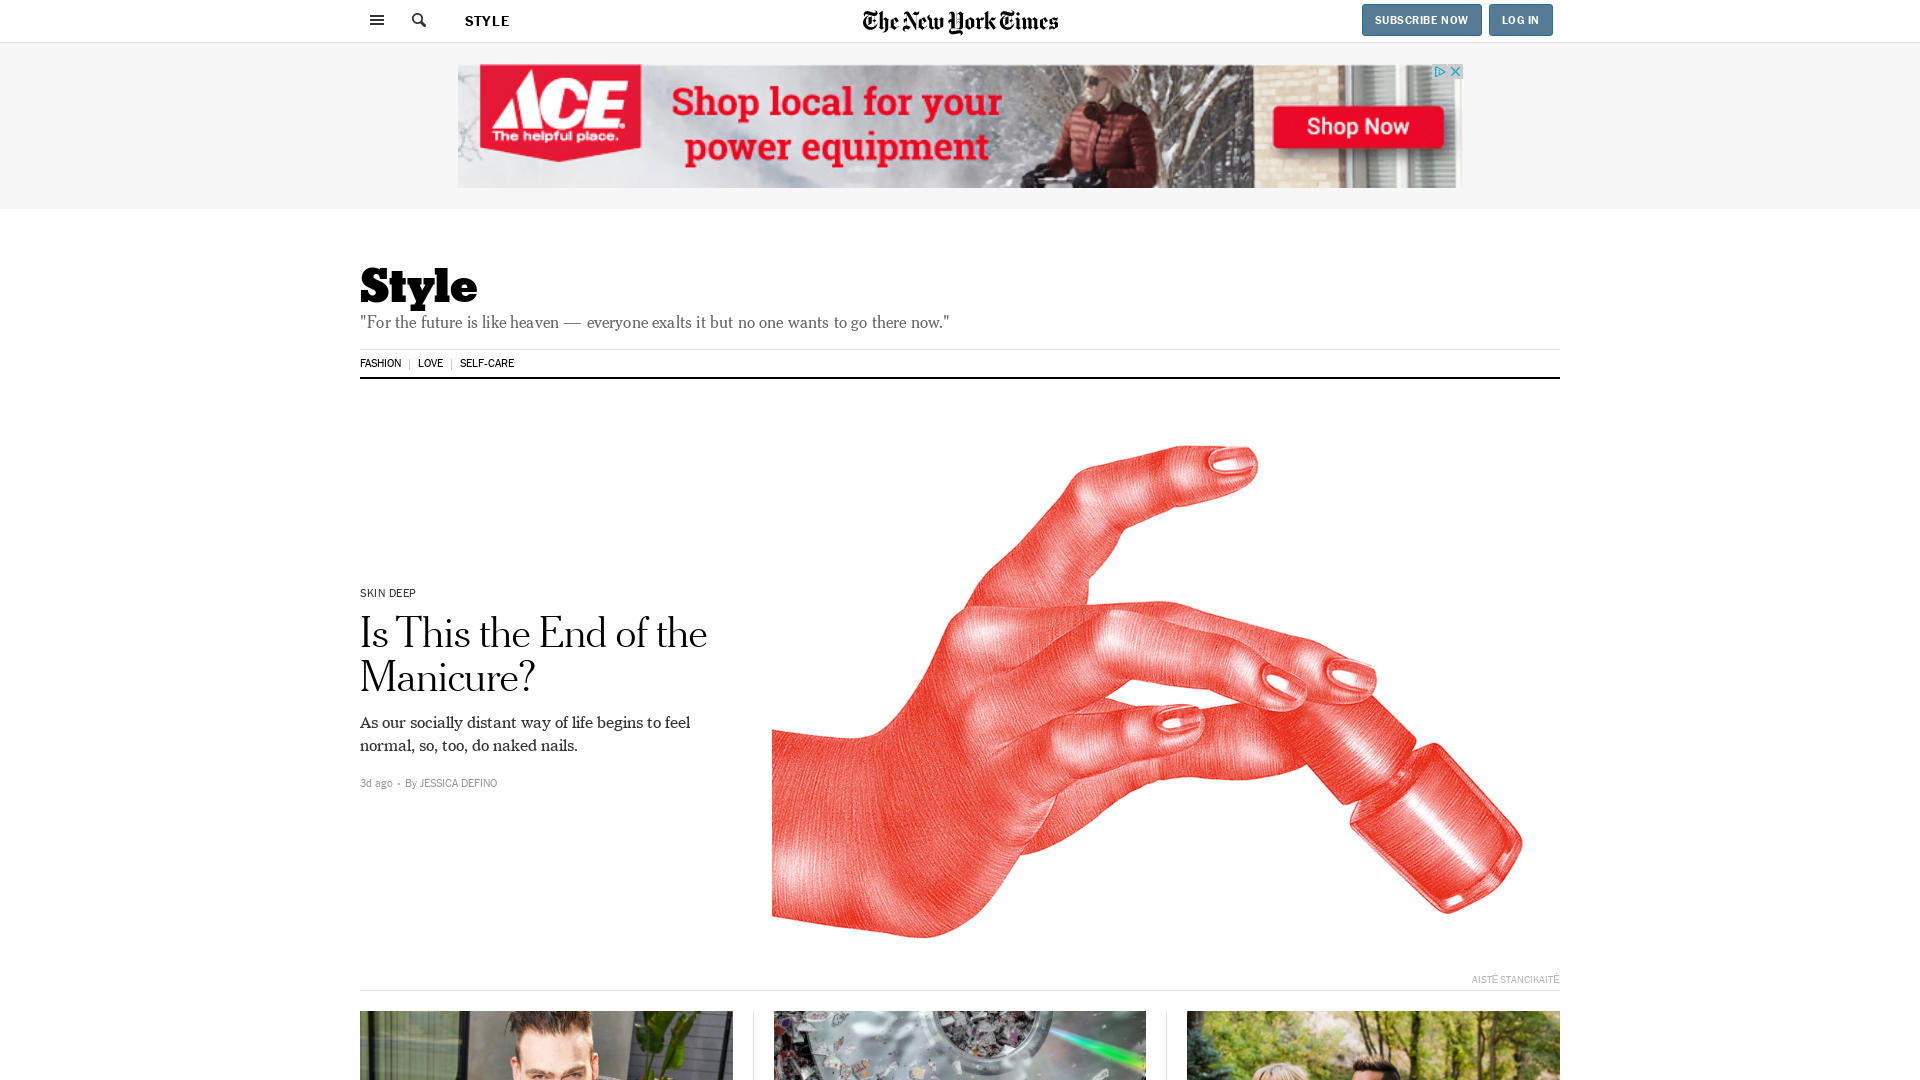 STYLE
The New York Times
SUBSCRIBE NOW
LOG IN
ACE
The helpful place.
Shop local for your
power equipment
Shop Now
Style
"For the future is like heaven — everyone exalts it but no one wants to go there now."
FASHION
LOVE
SELF-CARE
SKIN DEEP
Is This the End of the
Manicure?
As our socially distant way of life begins to feel
normal, so, too, do naked nails.
3d ago • By JESSICA DEFINO
AISTĖ STANCIKAITĖ